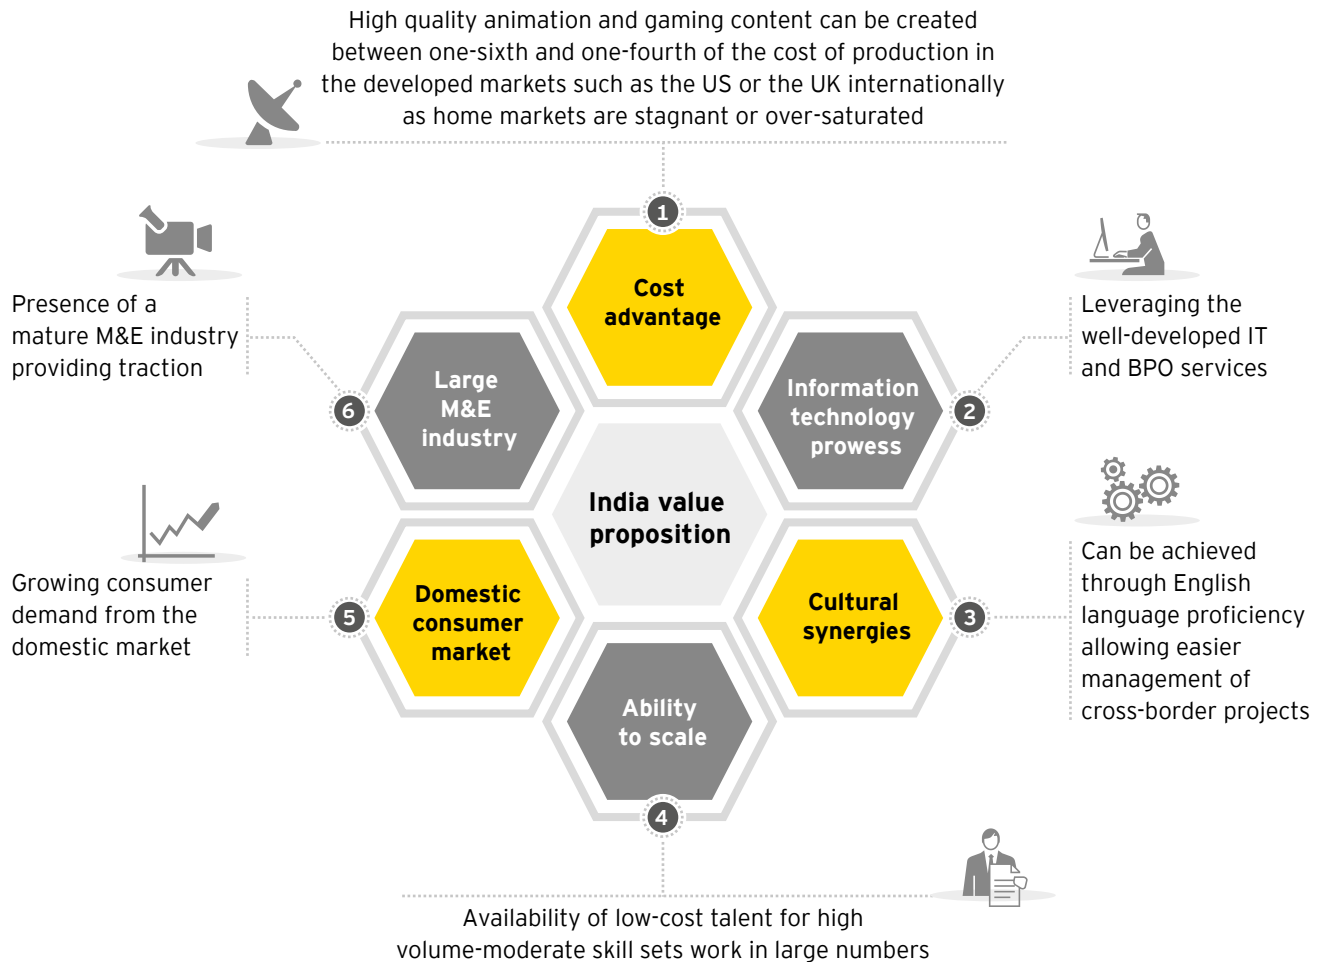 High quality animation and gaming content can be created
between one-sixth and one-fourth of the cost of production in
the developed markets such as the US or the UK internationally
as home markets are stagnant or over-saturated
1
Cost
advantage
Leveraging the
well-developed IT
and BPO services
2
Information
technology
prowess
Can be achieved
through English
language proficiency
allowing easier
management of
cross-border projects
3
Cultural
synergies
4
Ability
to scale
Availability of low-cost talent for high
volume-moderate skill sets work in large numbers
Growing consumer
demand from the
domestic market
5
Domestic
consumer
market
Presence of a
mature M&E industry
providing traction
6
Large
M&E
industry
India value
proposition